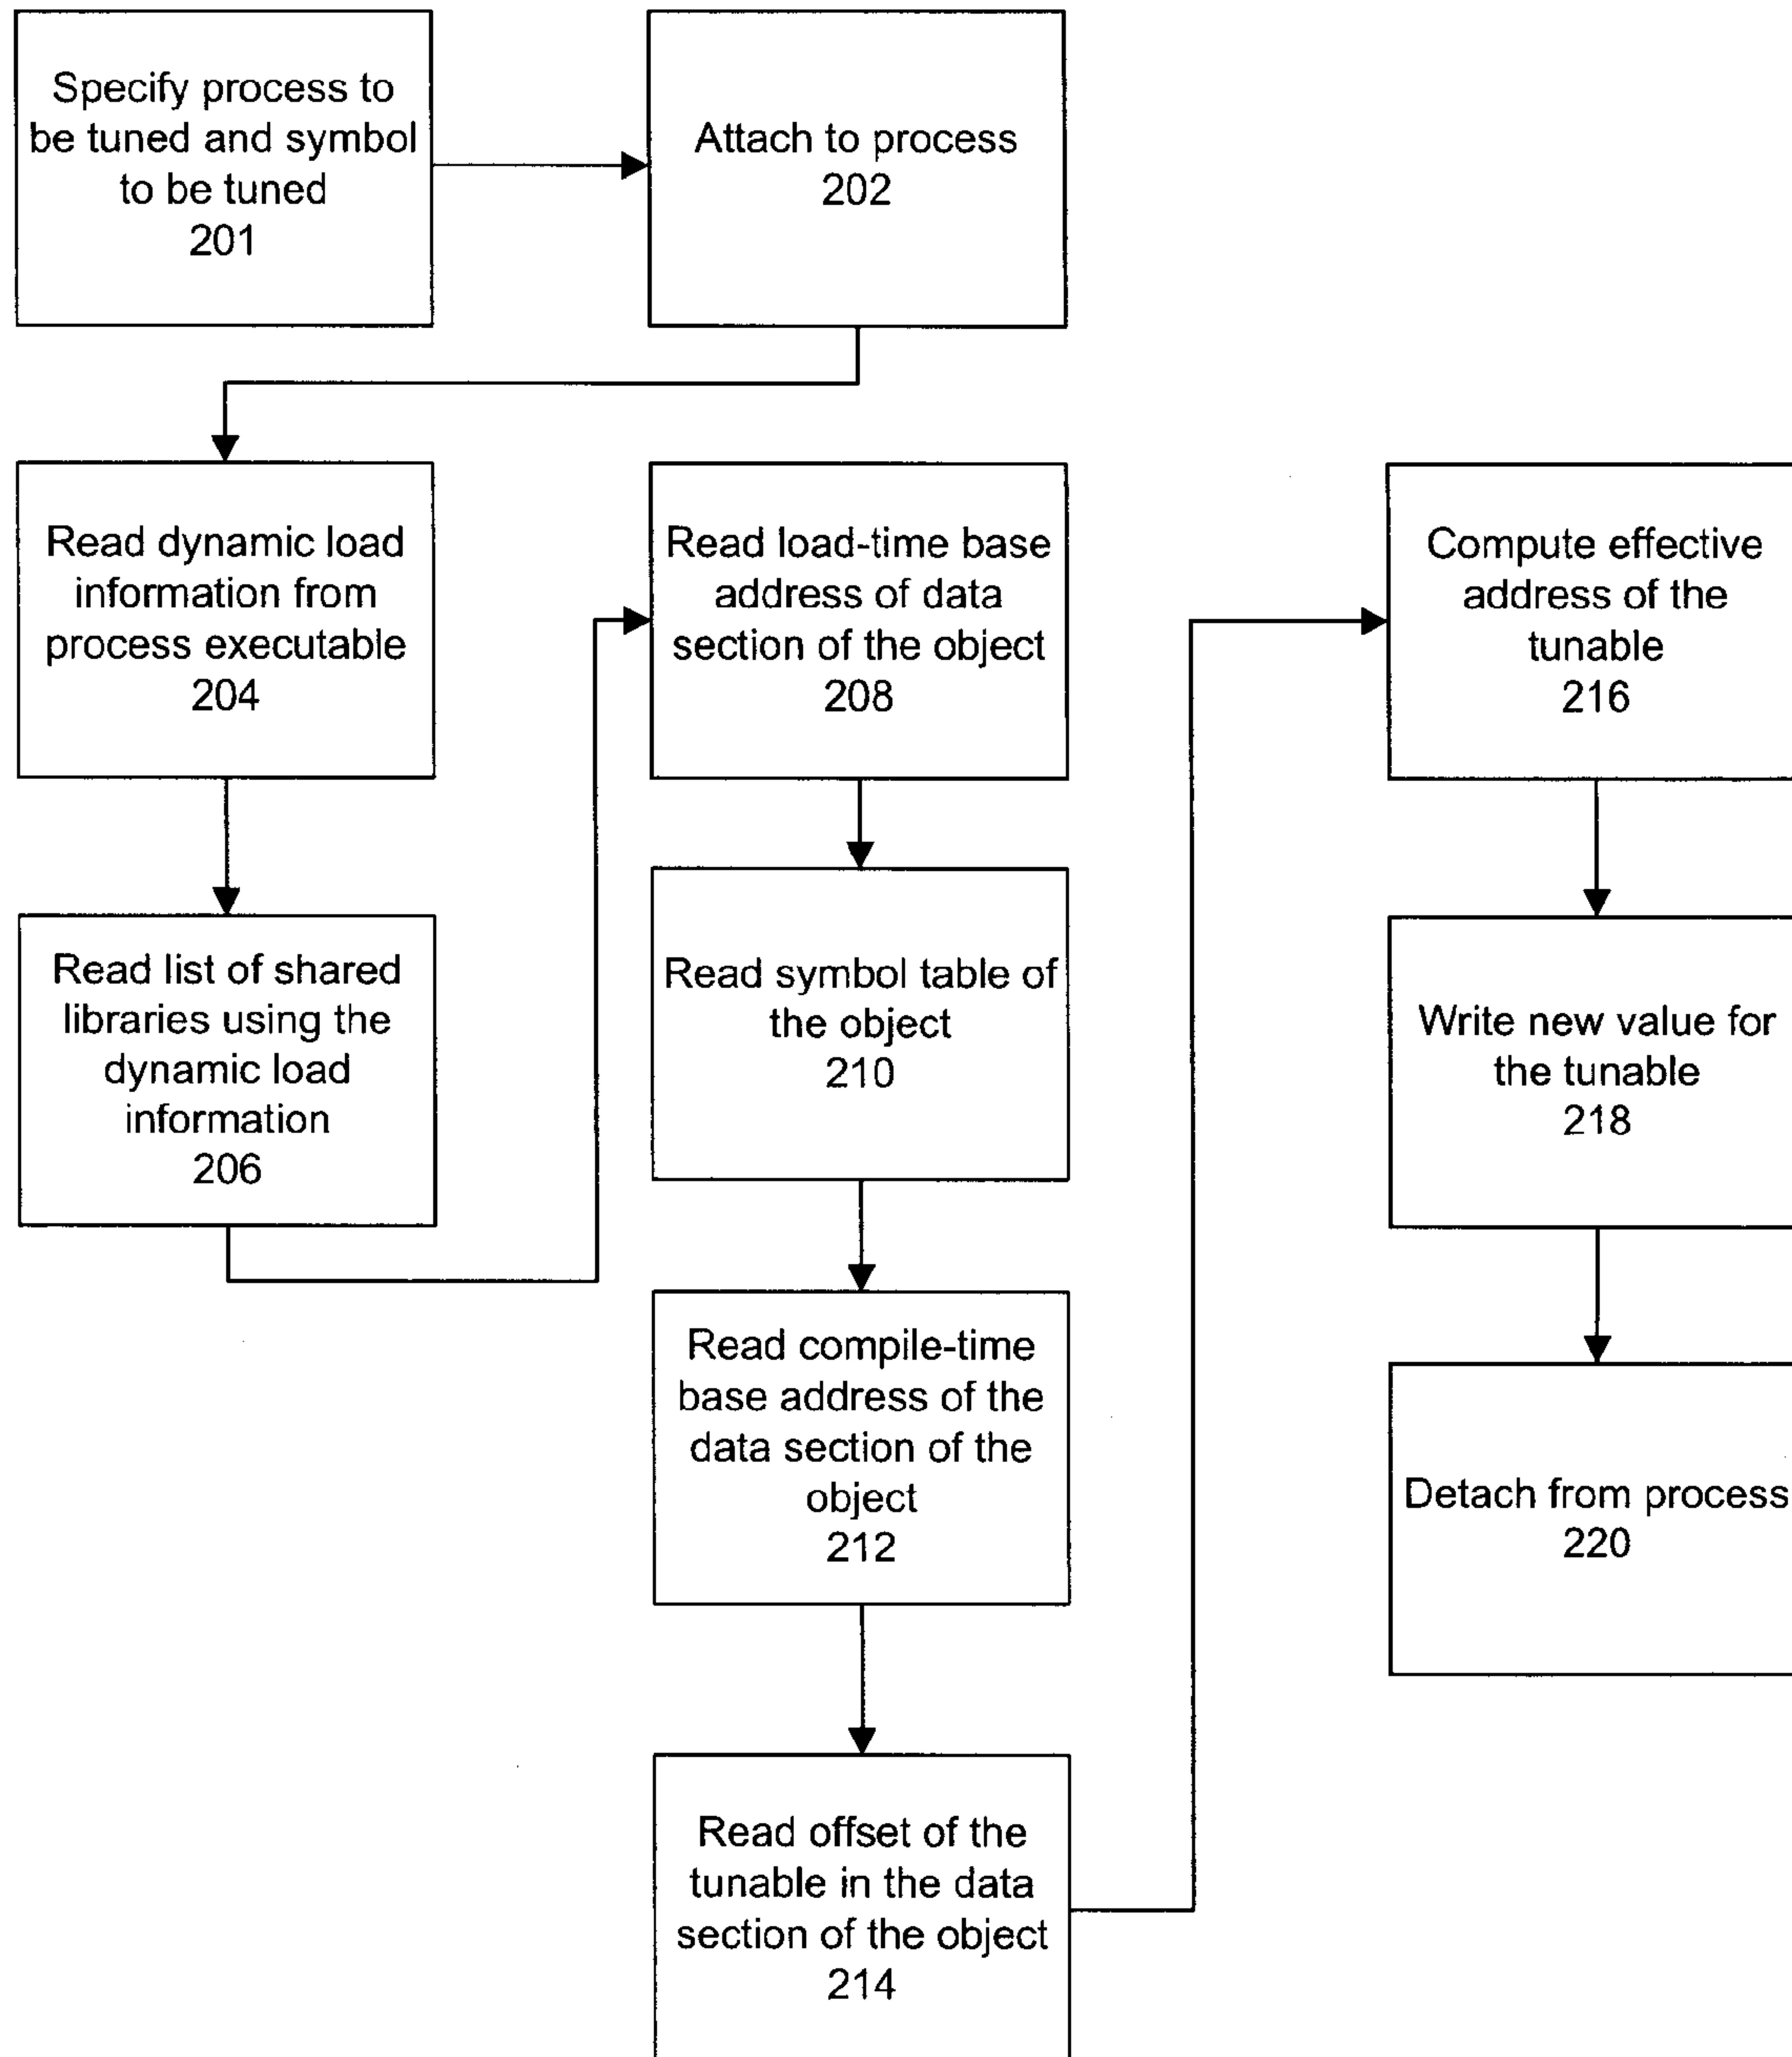 Specify process to
be tuned and symbol
to be tuned
201
Attach to process
202
Read dynamic load
information from
process executable
204
Read list of shared
libraries using the
dynamic load
information
206
Read load-time base
address of data
section of the object
208
Read symbol table of
the object
210
Read compile-time
base address of the
data section of the
object
212
Read offset of the
tunable in the data
section of the object
214
Compute effective
address of the
tunable
216
Write new value for
the tunable
218
Detach from process
220